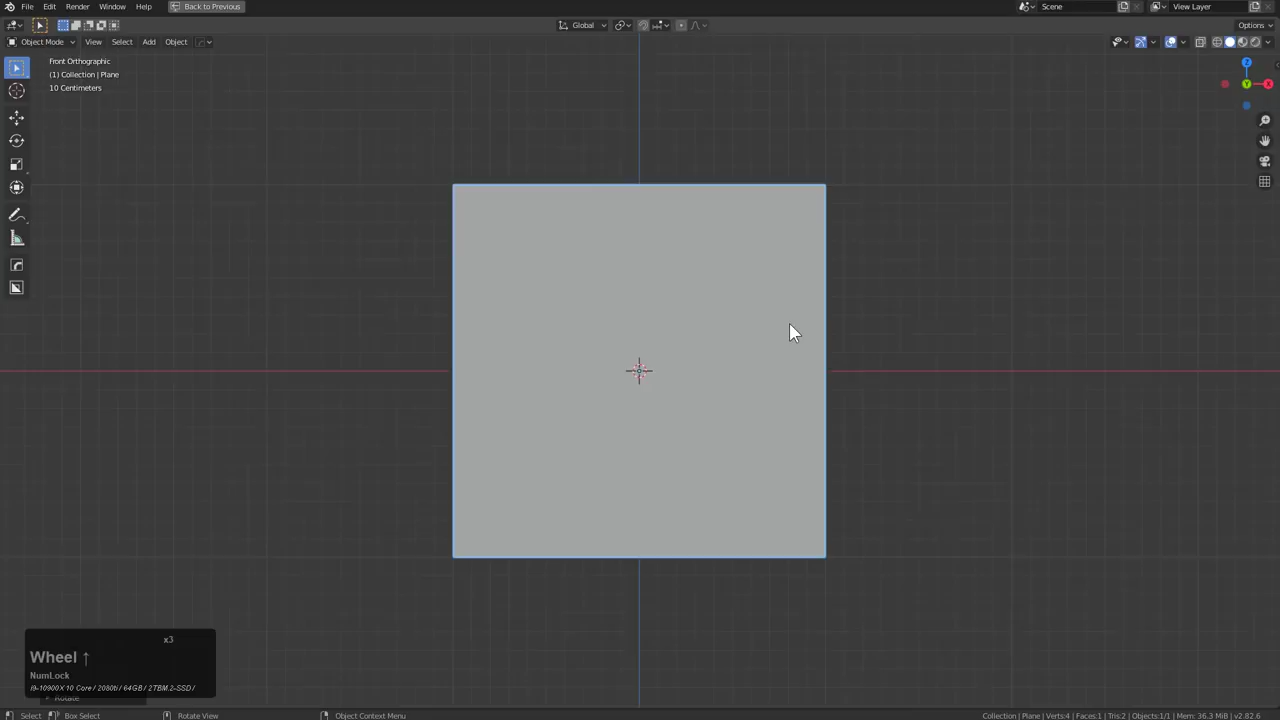 File Edit Render Window Help Back to Previous Scene View Layer
Global Options
Object Mode View Select Add Object
Front Orthographic
(1) Collection | Plane
10 Centimeters
Z
Y X
x3
Wheel ↑
NumLock
I9-10900X 10 Core / 2080ti / 64GB / 2TBM.2-SSD /
Rotate
Select Box Select Rotate View Object Context Menu Collection | Plane | Verts:4 | Faces:1 | Tris:2 | Objects:1/1 | Mem: 36.3 MiB | v2.82.6